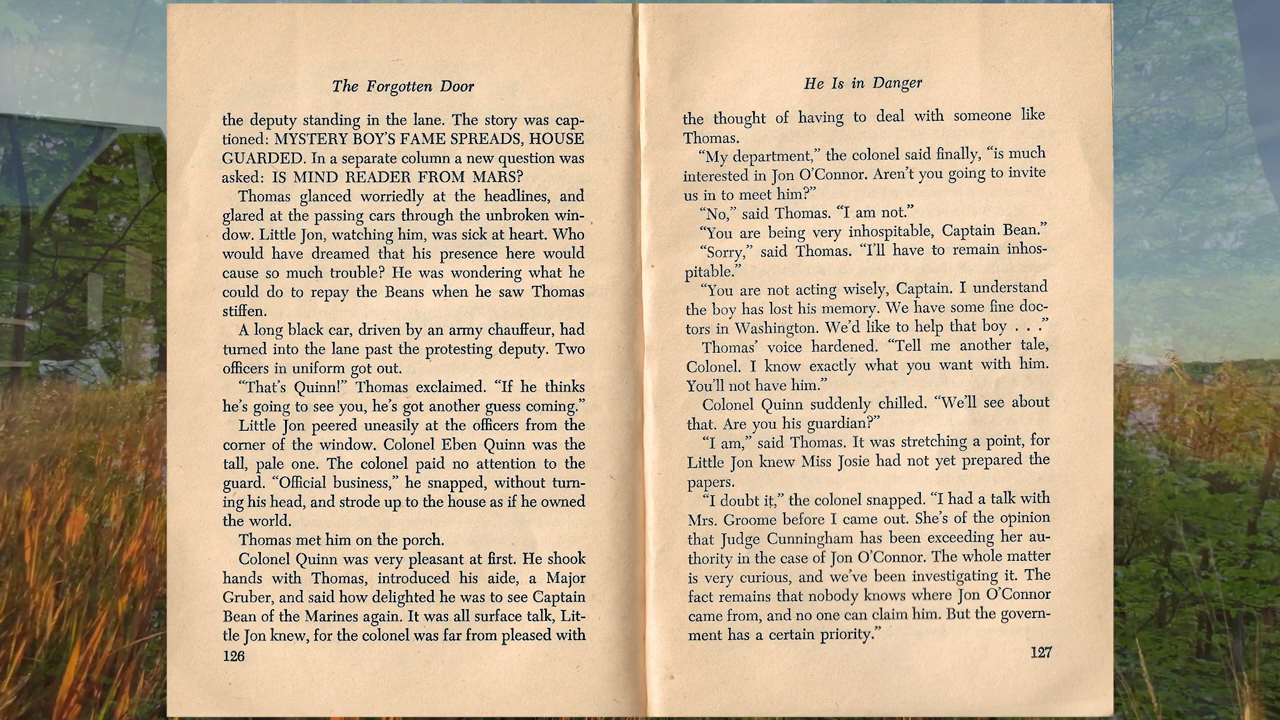 The Forgotten Door
the deputy standing in the lane. The story was cap-
tioned: MYSTERY BOY'S FAME SPREADS, HOUSE
GUARDED. In a separate column a new question was
asked: IS MIND READER FROM MARS?
Thomas glanced worriedly at the headlines, and
glared at the passing cars through the unbroken win-
dow. Little Jon, watching him, was sick at heart. Who
would have dreamed that his presence here would
cause so much trouble? He was wondering what he
could do to repay the Beans when he saw Thomas
stiffen.
A long black car, driven by an army chauffeur, had
turned into the lane past the protesting deputy. Two
officers in uniform got out.
“That’s Quinn!” Thomas exclaimed. “If he thinks
he’s going to see you, he’s got another guess coming.”
Little Jon peered uneasily at the officers from the
corner of the window. Colonel Eben Quinn was the
tall, pale one. The colonel paid no attention to the
guard. “Official business,” he snapped, without turn-
ing his head, and strode up to the house as if he owned
the world.
Thomas met him on the porch.
Colonel Quinn was very pleasant at first. He shook
hands with Thomas, introduced his aide, a Major
Gruber, and said how delighted he was to see Captain
Bean of the Marines again. It was all surface talk, Lit-
tle Jon knew, for the colonel was far from pleased with
126
He Is in Danger
the thought of having to deal with someone like
Thomas.
“My department,” the colonel said finally, “is much
interested in Jon O’Connor. Aren’t you going to invite
us in to meet him?”
“No,” said Thomas. “I am not.”
“You are being very inhospitable, Captain Bean.”
“Sorry,” said Thomas. “I’ll have to remain inhos-
pitable.”
“You are not acting wisely, Captain. I understand
the boy has lost his memory. We have some fine doc-
tors in Washington. We’d like to help that boy . . .”
Thomas’ voice hardened. “Tell me another tale,
Colonel. I know exactly what you want with him.
You’ll not have him.”
Colonel Quinn suddenly chilled. “We’ll see about
that. Are you his guardian?”
“I am,” said Thomas. It was stretching a point, for
Little Jon knew Miss Josie had not yet prepared the
papers.
“I doubt it,” the colonel snapped. “I had a talk with
Mrs. Groome before I came out. She’s of the opinion
that Judge Cunningham has been exceeding her au-
thority in the case of Jon O’Connor. The whole matter
is very curious, and we’ve been investigating it. The
fact remains that nobody knows where Jon O’Connor
came from, and no one can claim him. But the govern-
ment has a certain priority.”
127